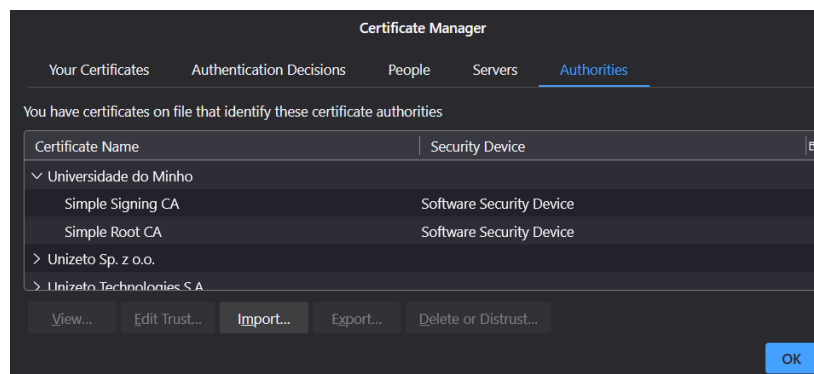 Certificate Manager
Your Certificates Authentication Decisions People Servers Authorities
You have certificates on file that identify these certificate authorities
Certificate Name Security Device
Universidade do Minho
Simple Signing CA Software Security Device
Simple Root CA Software Security Device
Unizeto Sp. z o.o.
Unizeto Technologies S.A.
View... Edit Trust... Import... Export... Delete or Distrust...
OK